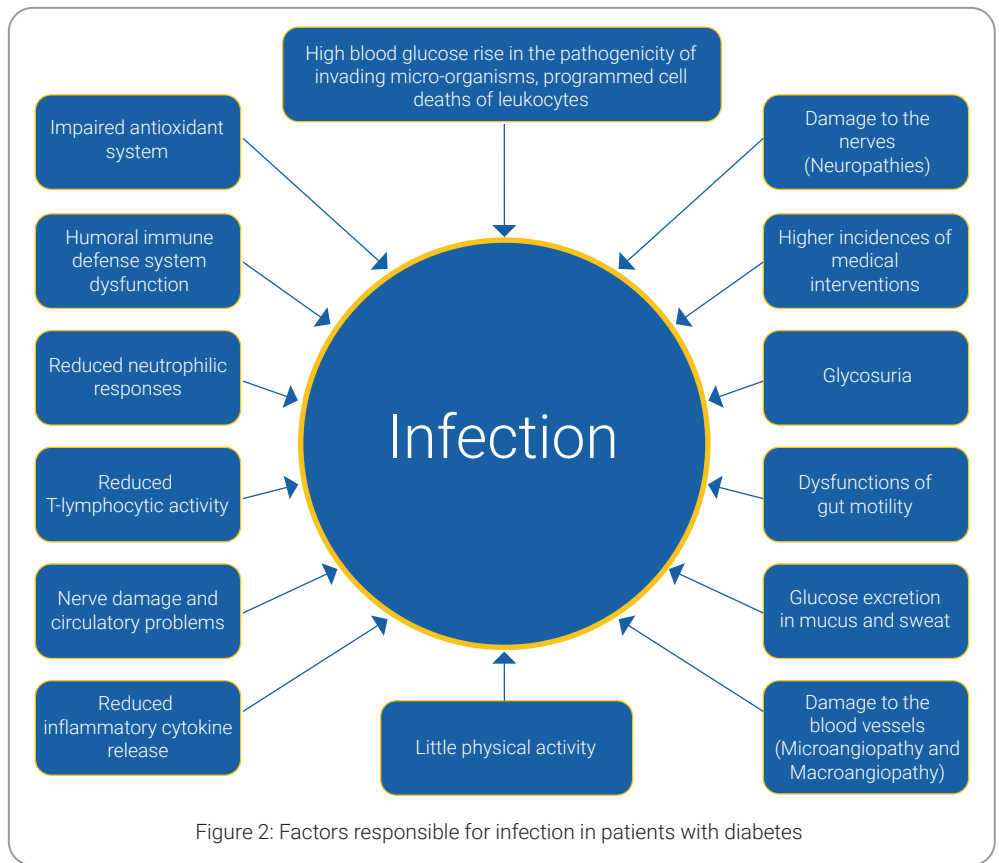 High blood glucose rise in the pathogenicity of
invading micro-organisms, programmed cell
deaths of leukocytes
Impaired antioxidant
system
Humoral immune
defense system
dysfunction
Reduced neutrophilic
responses
Reduced
T-lymphocytic activity
Nerve damage and
circulatory problems
Reduced
inflammatory cytokine
release
Infection
Damage to the
nerves
(Neuropathies)
Higher incidences of
medical
interventions
Glycosuria
Dysfunctions of
gut motility
Glucose excretion
in mucus and sweat
Damage to the
blood vessels
(Microangiopathy and
Macroangiopathy)
Little physical activity
Figure 2: Factors responsible for infection in patients with diabetes